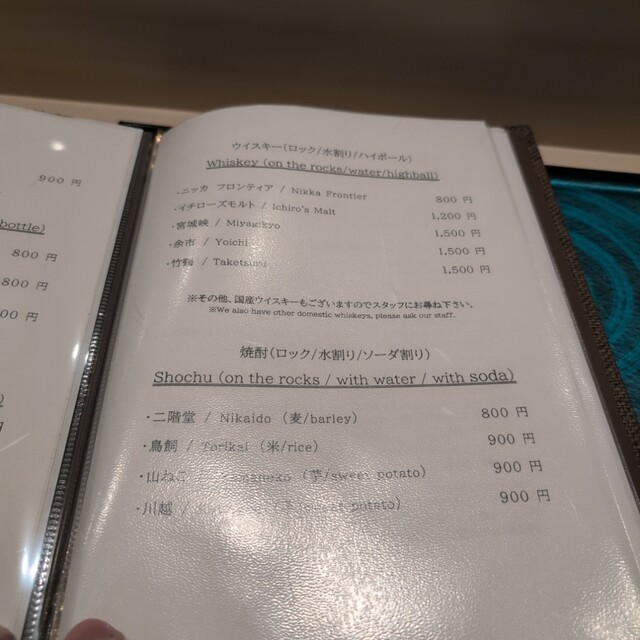 900 円
bottle)
800 円
800 円
00 円
円
ウイスキー(ロック/水割り/ハイボール)
Whiskey (on the rocks/water/highball)
・ニッカ フロンティア / Nikka Frontier 800 円
・イチローズモルト / Ichiro's Malt 1,200 円
・宮城峡 / Miyagikyo 1,500 円
・余市 / Yoichi 1,500 円
・竹鶴 / Taketsuru 1,500 円
※その他、国産ウイスキーもございますのでスタッフにお尋ね下さい。
※We also have other domestic whiskeys, please ask our staff.
焼酎(ロック/水割り/ソーダ割り)
Shochu (on the rocks / with water / with soda)
・二階堂 / Nikaido (麦/barley) 800 円
・鳥飼 / Torikai (米/rice) 900 円
・山ねこ (芋/sweet potato) 900 円
・川越 / (芋/sweet potato) 900 円